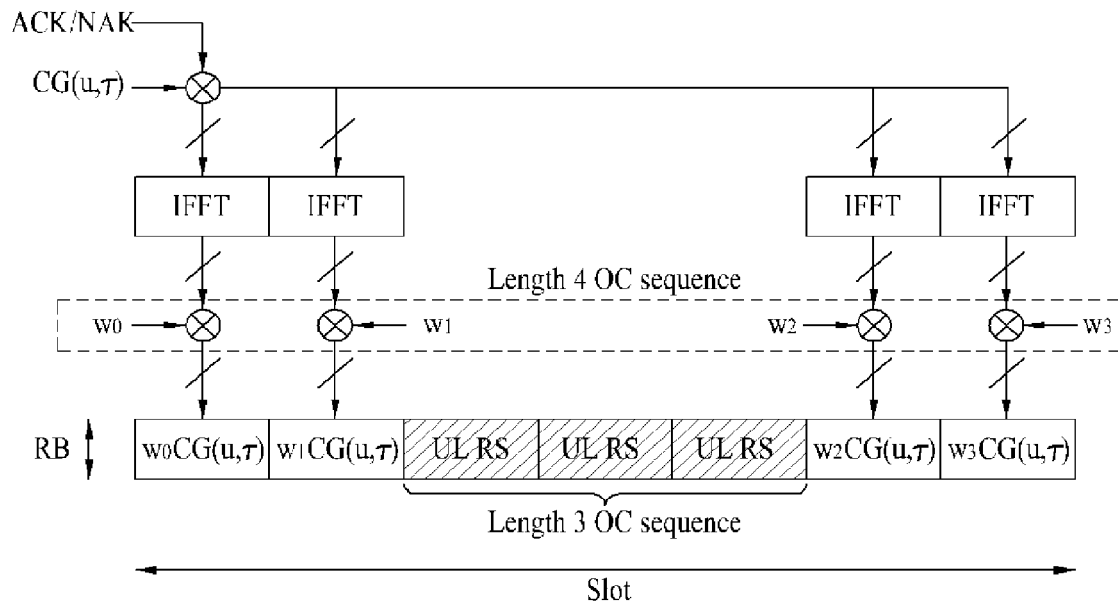 ACK/NAK
CG(u,τ)
IFFT IFFT IFFT IFFT
Length 4 OC sequence
w0 w1 w2 w3
RB w0CG(u,τ) w1CG(u,τ) UL RS UL RS UL RS w2CG(u,τ) w3CG(u,τ)
Length 3 OC sequence
Slot